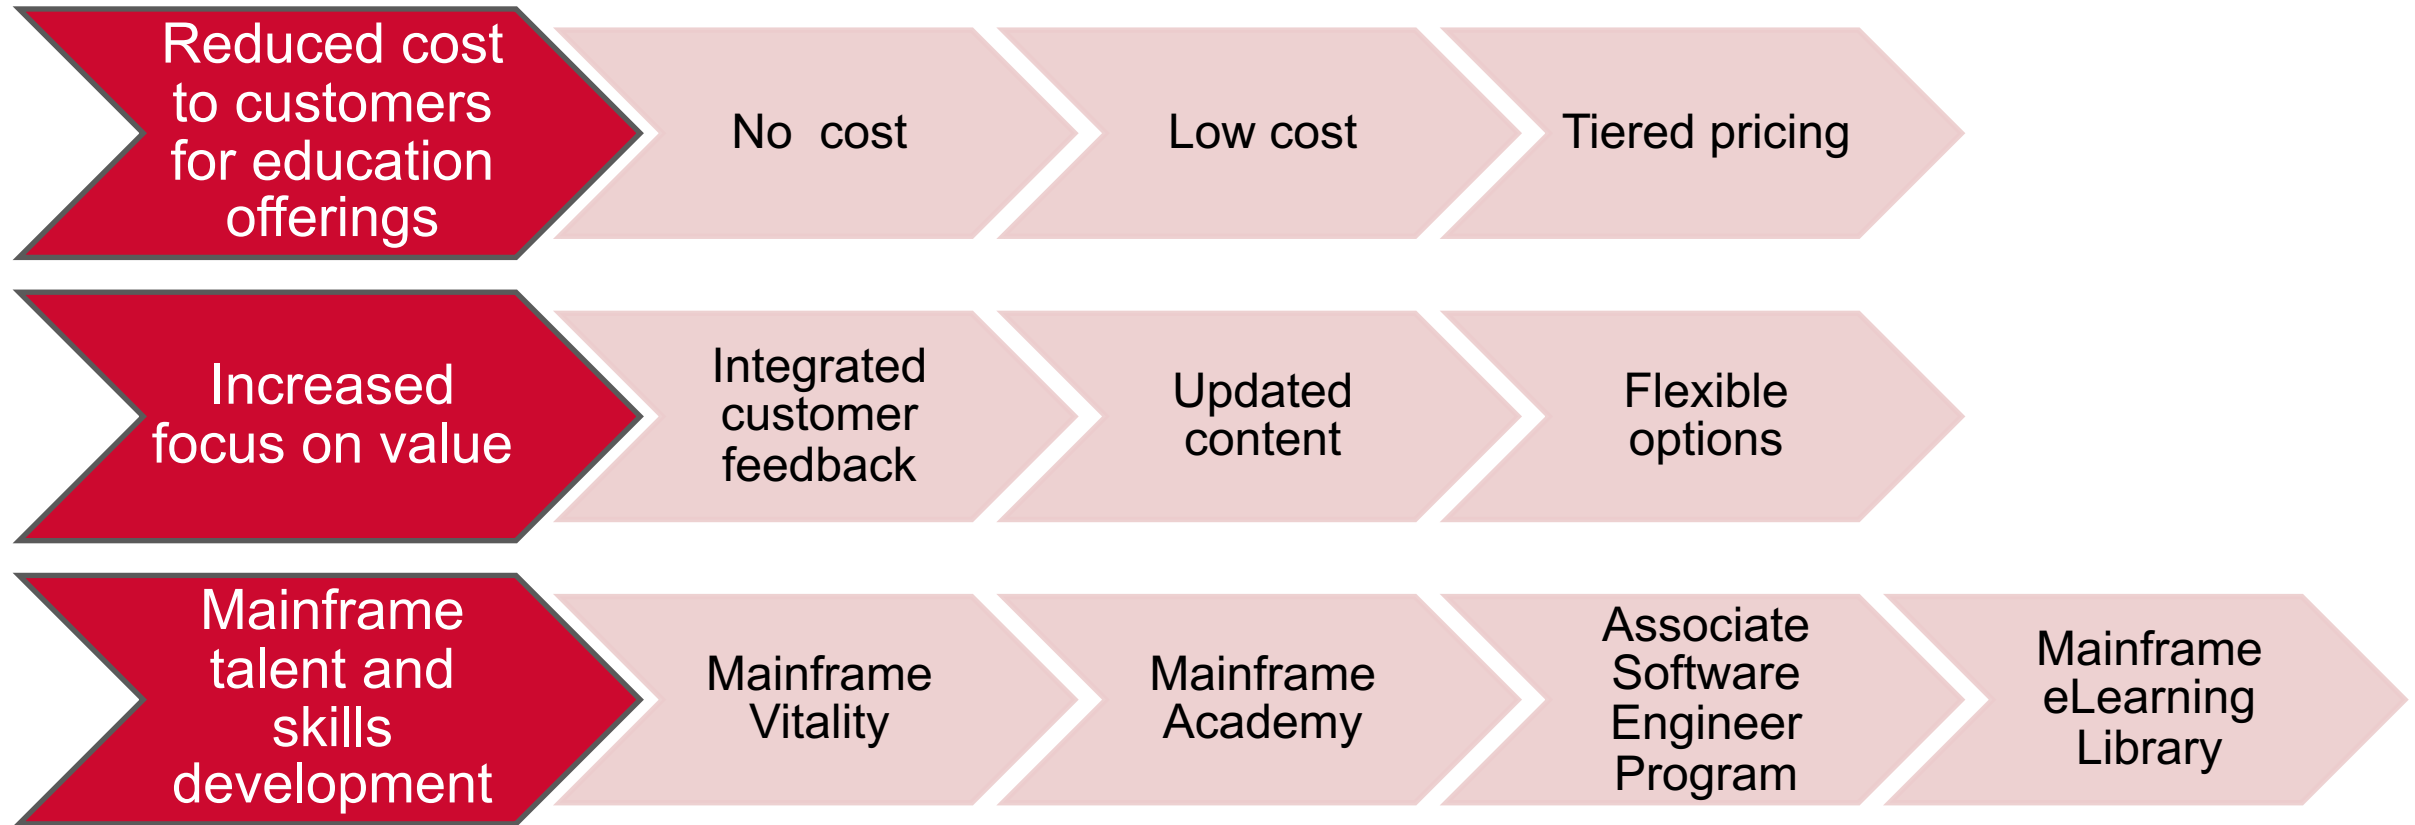 Reduced cost
to customers
for education
offerings
No  cost
Low cost
Tiered pricing
Increased
focus on value
Integrated
customer
feedback
Updated
content
Flexible
options
Mainframe
talent and
skills
development
Mainframe
Vitality
Mainframe
Academy
Associate
Software
Engineer
Program
Mainframe
eLearning
Library